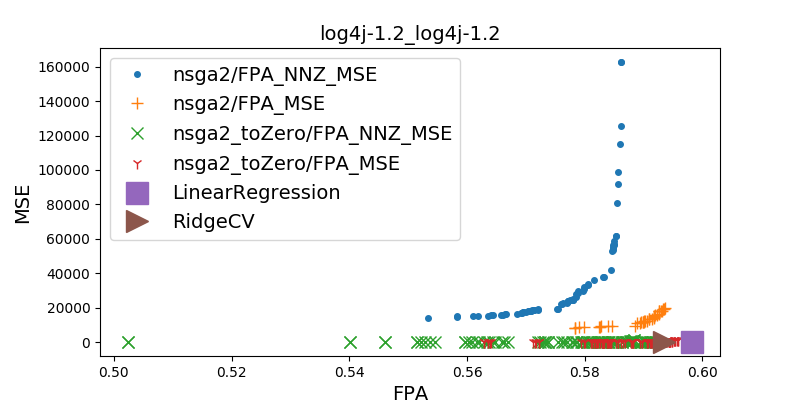 log4j-1.2_log4j-1.2
MSE
160000
140000
120000
100000
80000
60000
40000
20000
0
nsga2/FPA_NNZ_MSE
nsga2/FPA_MSE
nsga2_toZero/FPA_NNZ_MSE
nsga2_toZero/FPA_MSE
LinearRegression
RidgeCV
0.50 0.52 0.54 0.56 0.58 0.60
FPA